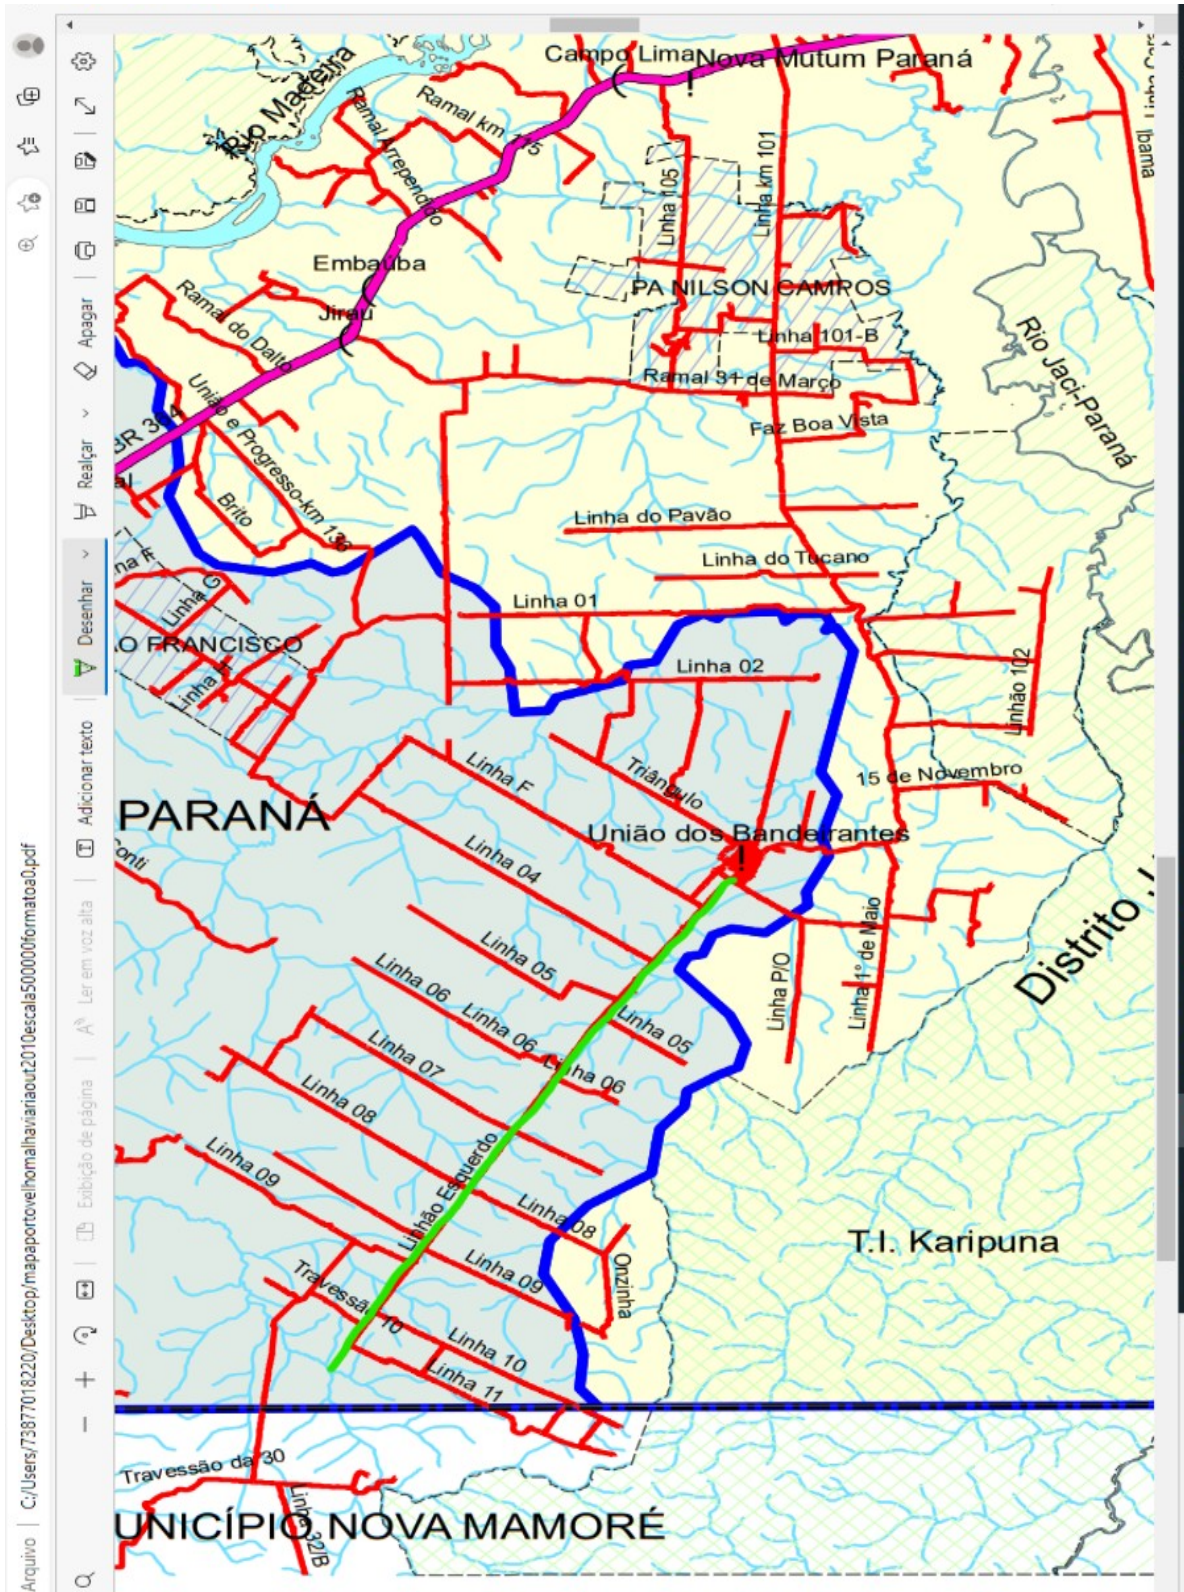 Arquivo | C:/Users/73877018220/Desktop/mapaportovelhomalhaviariaout2010escala500000formatoa0.pdf
Exibição de página
Ler em voz alta
Adicionar texto
Desenhar
Realçar
Apagar
Campo Lima
Nova Mutum Paraná
Rio Madeira
Ramal km 115
Ramal Arrependido
Linha 105
Linha km 101
Ibama
Embaúba
PA NILSON CAMPOS
Jirau
Ramal do Dalto
Linha 101-B
Rio Jaci-Paraná
Ramal 31 de Março
União e Progresso-km 136
Faz Boa Vista
BR 364
Brito
Linha do Pavão
Linha do Tucano
Linha 01
Linha G
ÃO FRANCISCO
Linha 02
Linhão 102
Linha F
Triângulo
15 de Novembro
PARANÁ
União dos Bandeirantes
Conti
Linha 04
Linha 05
Linha 1º de Maio
Distrito J
Linha P/O
Linha 06
Linha 06
Linha 05
Linha 07
Linha 06
Linha 08
Linha 09
Linhão Esquerdo
Linha 08
T.I. Karipuna
Linha 09
Onzinha
Travessão 10
Linha 10
Linha 11
Travessão da 30
Linha 32/B
UNICÍPIO NOVA MAMORÉ